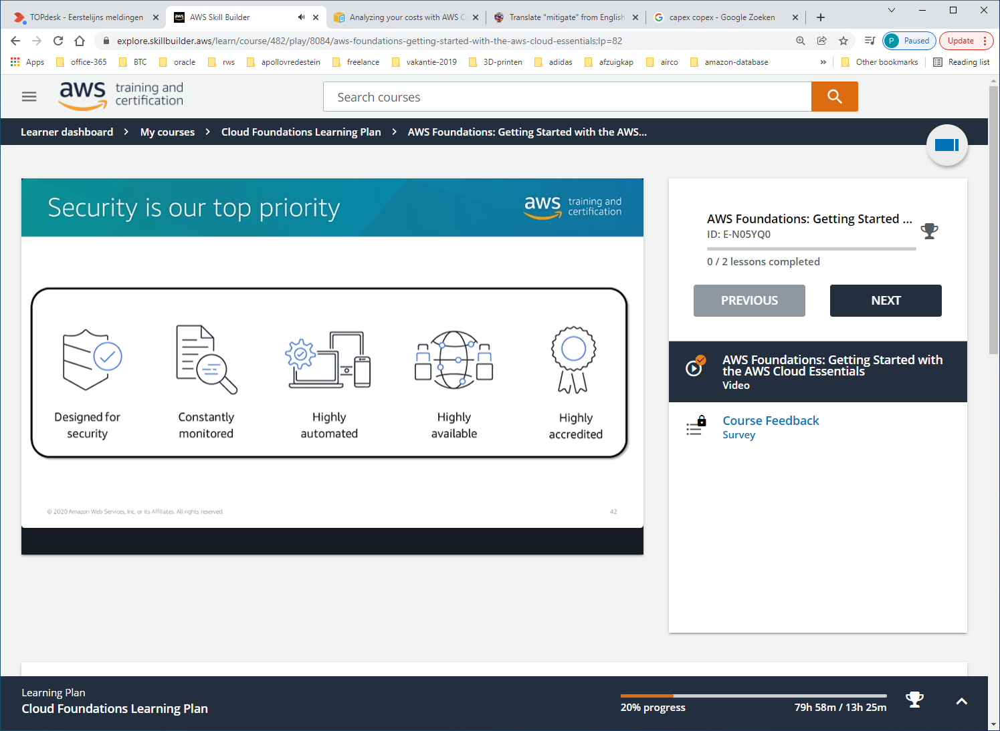 TOPdesk - Eerstelijns meldingen
AWS Skill Builder
Analyzing your costs with AWS C
Translate "mitigate" from English
capex copex - Google Zoeken
explore.skillbuilder.aws/learn/course/482/play/8084/aws-foundations-getting-started-with-the-aws-cloud-essentials;lp=82
P Paused
Update
Apps
office-365
BTC
oracle
rws
apollovredestein
freelance
vakantie-2019
3D-printen
adidas
afzuigkap
airco
amazon-database
»
Other bookmarks
Reading list
aws training and
certification
Search courses
Learner dashboard > My courses > Cloud Foundations Learning Plan > AWS Foundations: Getting Started with the AWS...
Security is our top priority
aws training and
certification
Designed for
security
Constantly
monitored
Highly
automated
Highly
available
Highly
accredited
© 2020 Amazon Web Services, Inc. or its Affiliates. All rights reserved.
42
AWS Foundations: Getting Started ...
ID: E-N05YQ0
0 / 2 lessons completed
PREVIOUS
NEXT
AWS Foundations: Getting Started with
the AWS Cloud Essentials
Video
Course Feedback
Survey
Learning Plan
Cloud Foundations Learning Plan
20% progress
79h 58m / 13h 25m